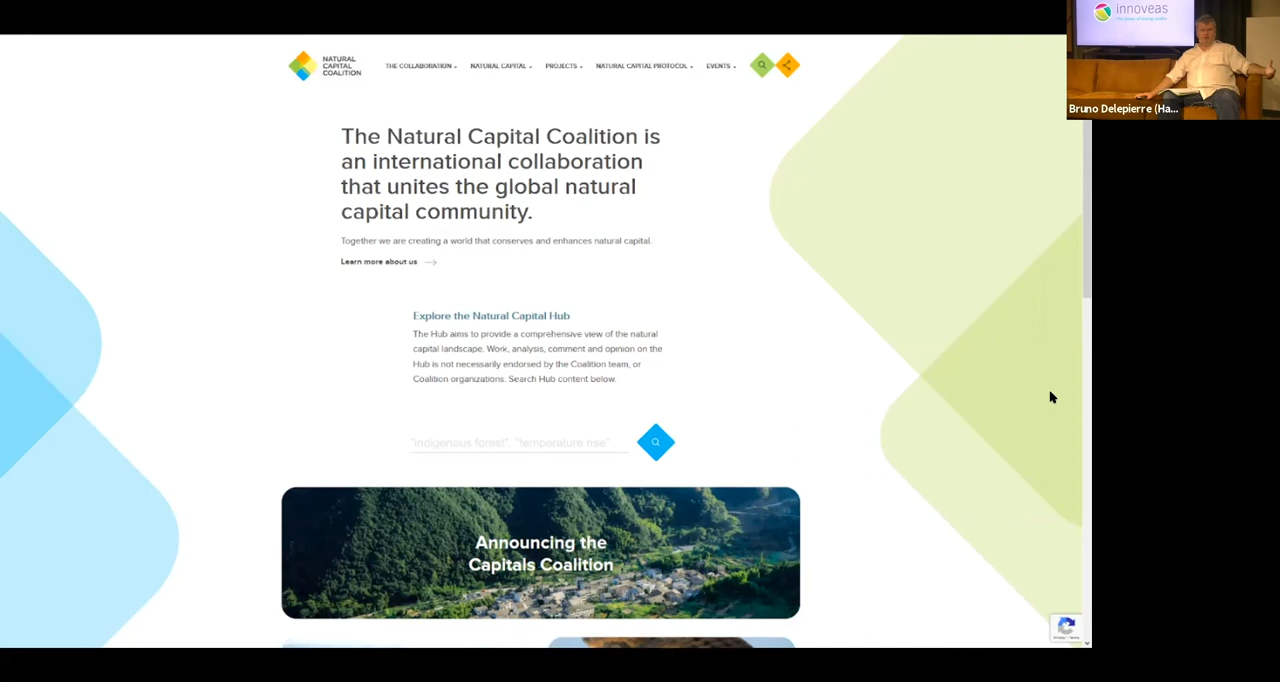 innoveas
Bruno Delepierre (Ha...
NATURAL
CAPITAL
COALITION
THE COLLABORATION
NATURAL CAPITAL
PROJECTS
NATURAL CAPITAL PROTOCOL
EVENTS
The Natural Capital Coalition is
an international collaboration
that unites the global natural
capital community.
Together we are creating a world that conserves and enhances natural capital.
Learn more about us
Explore the Natural Capital Hub
The Hub aims to provide a comprehensive view of the natural
capital landscape. Work, analysis, comment and opinion on the
Hub is not necessarily endorsed by the Coalition team, or
Coalition organizations. Search Hub content below.
"indigenous forest", "temperature rise"
Announcing the
Capitals Coalition
Privacy - Terms